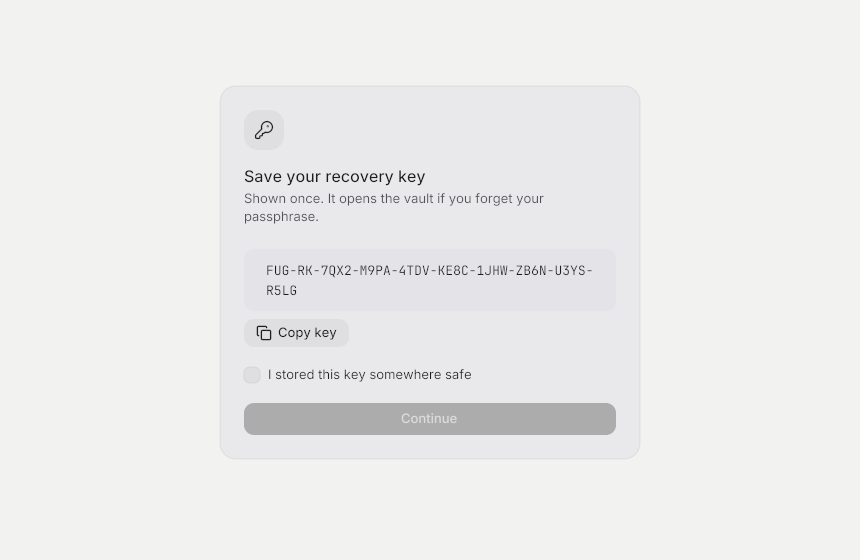 Save your recovery key
Shown once. It opens the vault if you forget your
passphrase.
FUG-RK-7QX2-M9PA-4TDV-KE8C-1JHW-ZB6N-U3YS-
R5LG
Copy key
I stored this key somewhere safe
Continue